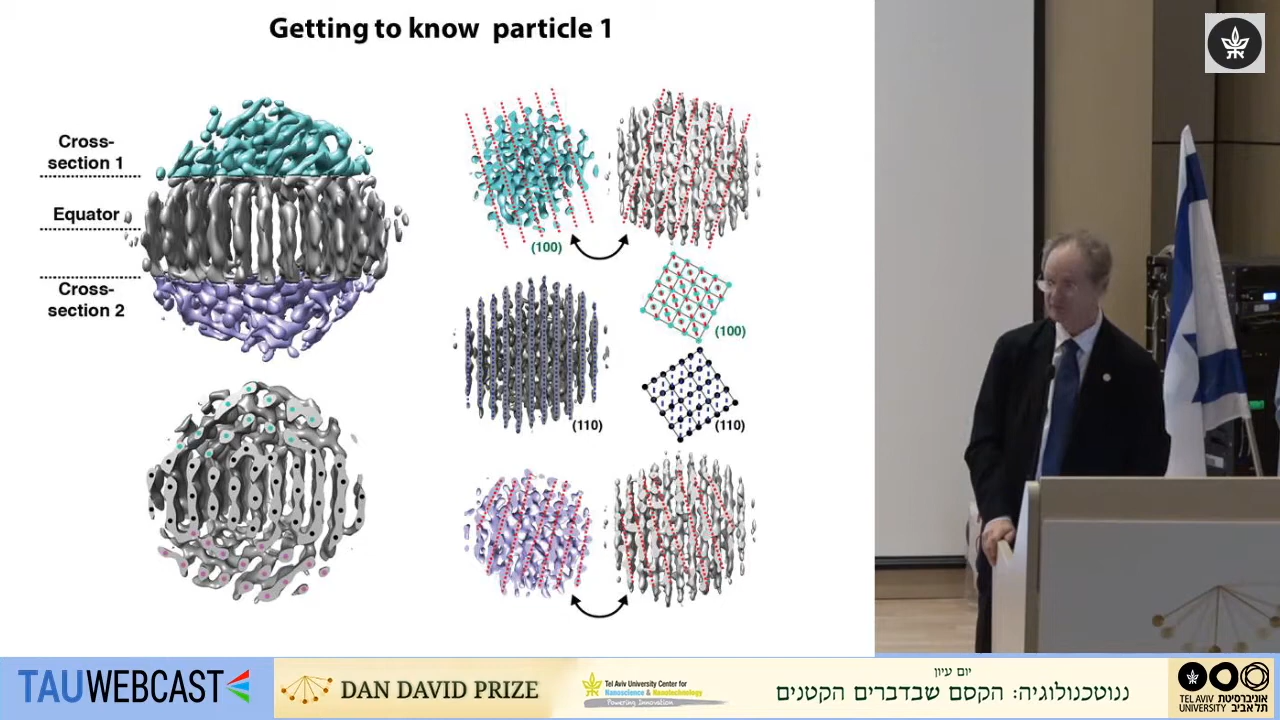 Getting to know particle 1
Cross-
section 1
Equator
Cross-
section 2
(100)
(100)
(110)
(110)
TAUWEBCAST
DAN DAVID PRIZE
Tel Aviv University Center for
Nanoscience & Nanotechnology
Powering Innovation
יום עיון
ננוטכנולוגיה: הקסם שבדברים הקטנים
TEL AVIV אוניברסיטת
UNIVERSITY תל אביב